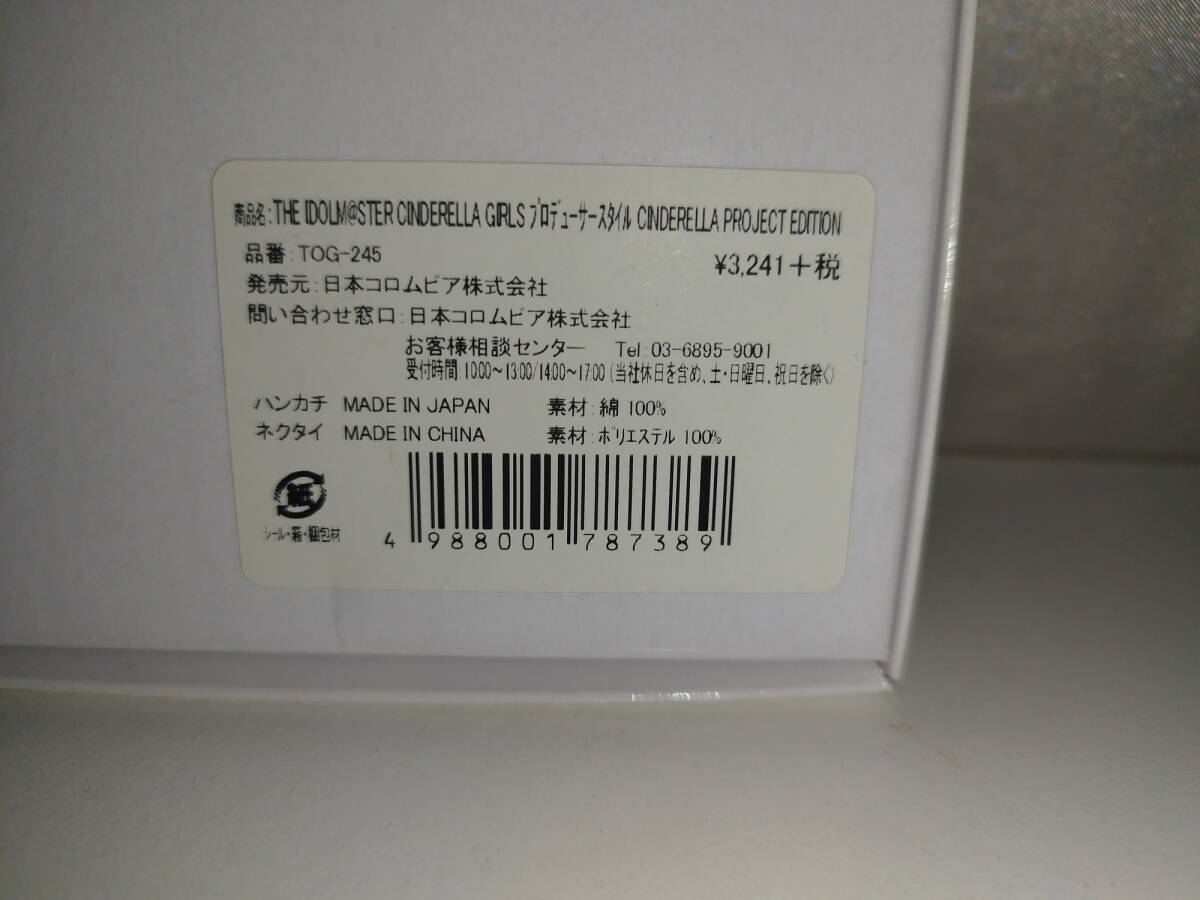 商品名:THE IDOLM@STER CINDERELLA GIRLS プロデューサースタイル CINDERELLA PROJECT EDITION
品番:TOG-245
¥3,241+税
発売元:日本コロムビア株式会社
問い合わせ窓口:日本コロムビア株式会社
お客様相談センター Tel:03-6895-9001
受付時間 10:00～13:00/14:00～17:00(当社休日を含め、土・日曜日、祝日を除く)
ハンカチ MADE IN JAPAN 素材:綿 100%
ネクタイ MADE IN CHINA 素材:ポリエステル 100%
紙
シール・箱・梱包材
4 988001 787389